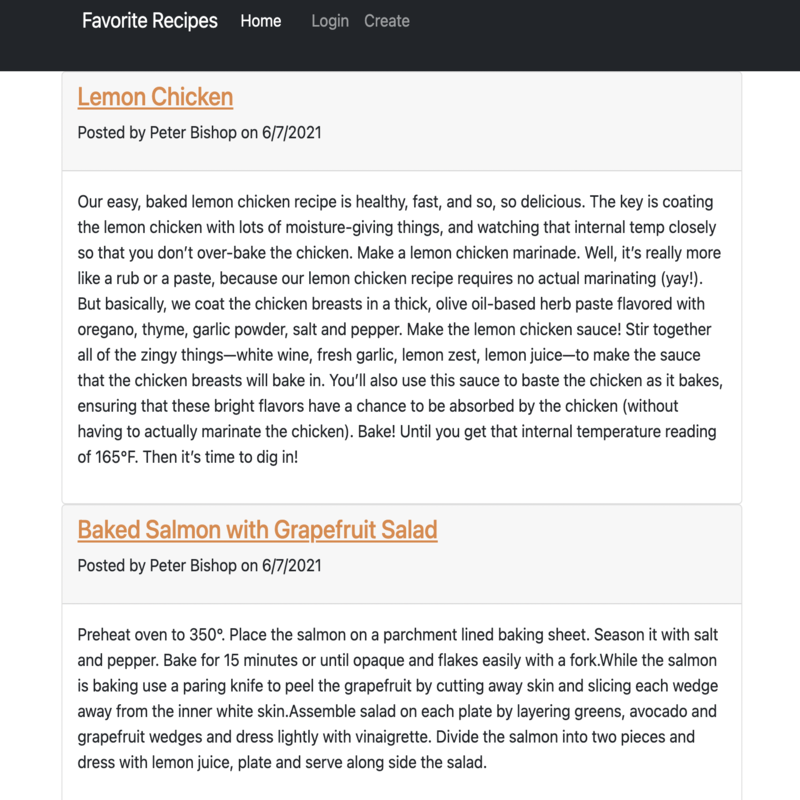 Favorite Recipes Home Login Create
Lemon Chicken
Posted by Peter Bishop on 6/7/2021
Our easy, baked lemon chicken recipe is healthy, fast, and so, so delicious. The key is coating
the lemon chicken with lots of moisture-giving things, and watching that internal temp closely
so that you don’t over-bake the chicken. Make a lemon chicken marinade. Well, it’s really more
like a rub or a paste, because our lemon chicken recipe requires no actual marinating (yay!).
But basically, we coat the chicken breasts in a thick, olive oil-based herb paste flavored with
oregano, thyme, garlic powder, salt and pepper. Make the lemon chicken sauce! Stir together
all of the zingy things—white wine, fresh garlic, lemon zest, lemon juice—to make the sauce
that the chicken breasts will bake in. You’ll also use this sauce to baste the chicken as it bakes,
ensuring that these bright flavors have a chance to be absorbed by the chicken (without
having to actually marinate the chicken). Bake! Until you get that internal temperature reading
of 165°F. Then it’s time to dig in!
Baked Salmon with Grapefruit Salad
Posted by Peter Bishop on 6/7/2021
Preheat oven to 350°. Place the salmon on a parchment lined baking sheet. Season it with salt
and pepper. Bake for 15 minutes or until opaque and flakes easily with a fork.While the salmon
is baking use a paring knife to peel the grapefruit by cutting away skin and slicing each wedge
away from the inner white skin.Assemble salad on each plate by layering greens, avocado and
grapefruit wedges and dress lightly with vinaigrette. Divide the salmon into two pieces and
dress with lemon juice, plate and serve along side the salad.